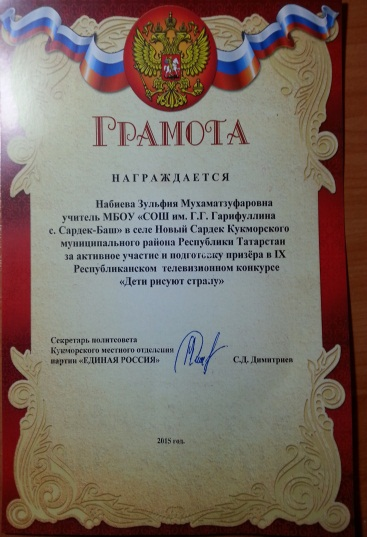 ГРАМОТА
НАГРАЖДАЕТСЯ
Набиева Зульфия Мухаматзуфаровна
учитель МБОУ «СОШ им. Г.Г. Гарифуллина
с. Сардек-Баш» в селе Новый Сардек Кукморского
муниципального района Республики Татарстан
за активное участие и подготовку призёра в IX
Республиканском телевизионном конкурсе
«Дети рисуют стралу»
Секретарь политсовета
Кукморского местного отделения
партии «ЕДИНАЯ РОССИЯ»
С.Д. Димитриев
2015 год.